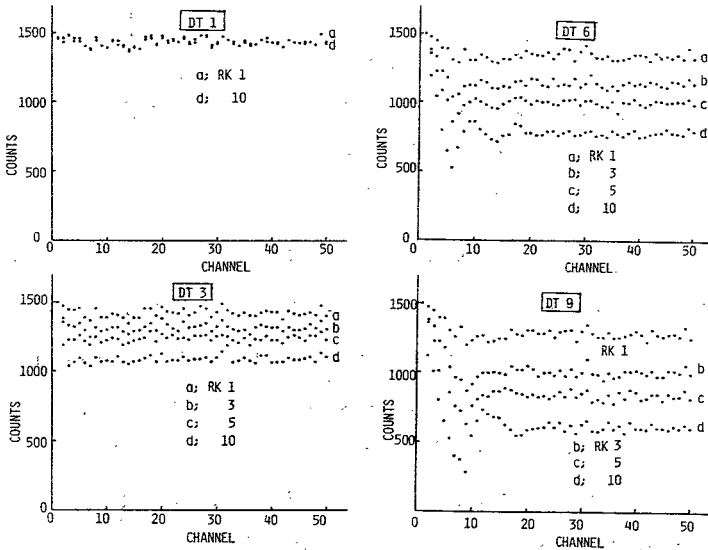 DT 1
1500
1000
500
0
COUNTS
a
d
a; RK 1
d; 10
0
10
20
30
40
50
CHANNEL
DT 6
1500
1000
500
0
COUNTS
a
b
c
d
a; RK 1
b; 3
c; 5
d; 10
0
10
20
30
40
50
CHANNEL
DT 3
1500
1000
500
0
COUNTS
a
b
c
d
a; RK 1
b; 3
c; 5
d; 10
0
10
20
30
40
50
CHANNEL
DT 9
1500
1000
500
COUNTS
RK 1
b
c
d
b; RK 3
c; 5
d; 10
0
10
20
30
40
50
CHANNEL